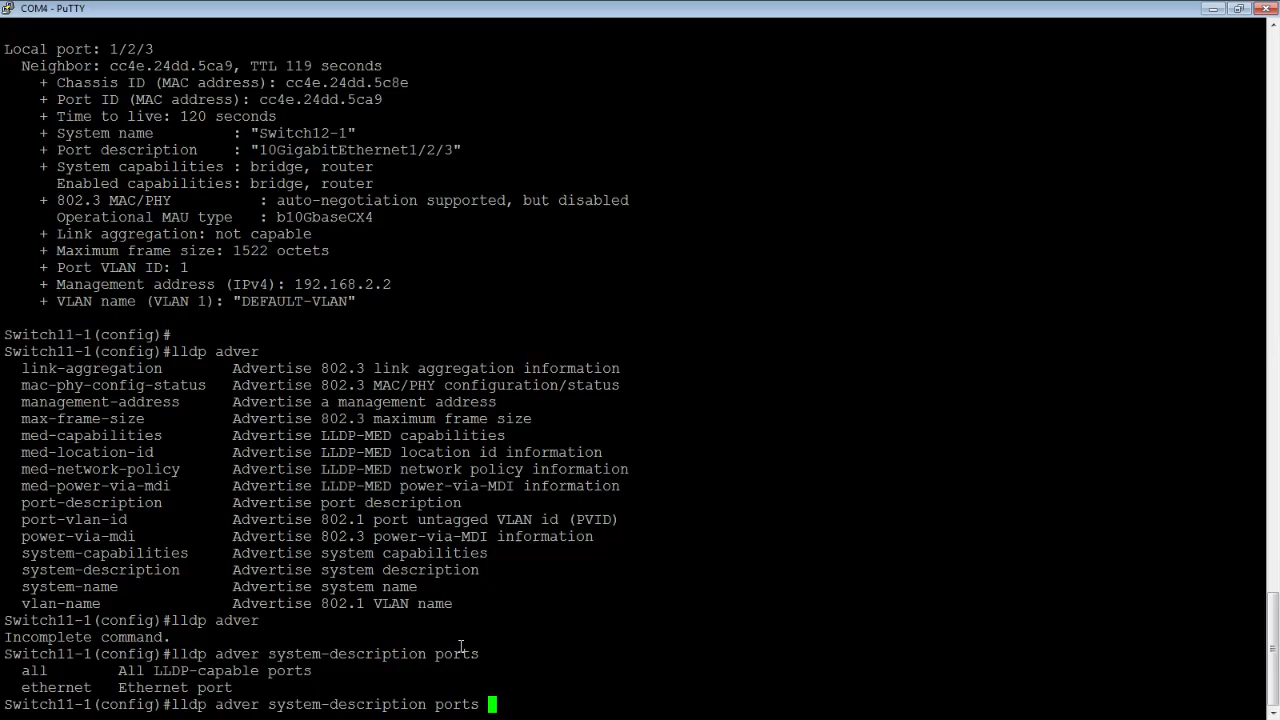 COM4 - PuTTY
Local port: 1/2/3
Neighbor: cc4e.24dd.5ca9, TTL 119 seconds
+ Chassis ID (MAC address): cc4e.24dd.5c8e
+ Port ID (MAC address): cc4e.24dd.5ca9
+ Time to live: 120 seconds
+ System name : "Switch12-1"
+ Port description : "10GigabitEthernet1/2/3"
+ System capabilities : bridge, router
Enabled capabilities: bridge, router
+ 802.3 MAC/PHY : auto-negotiation supported, but disabled
Operational MAU type : b10GbaseCX4
+ Link aggregation: not capable
+ Maximum frame size: 1522 octets
+ Port VLAN ID: 1
+ Management address (IPv4): 192.168.2.2
+ VLAN name (VLAN 1): "DEFAULT-VLAN"
Switch11-1(config)#
Switch11-1(config)#lldp adver
link-aggregation Advertise 802.3 link aggregation information
mac-phy-config-status Advertise 802.3 MAC/PHY configuration/status
management-address Advertise a management address
max-frame-size Advertise 802.3 maximum frame size
med-capabilities Advertise LLDP-MED capabilities
med-location-id Advertise LLDP-MED location id information
med-network-policy Advertise LLDP-MED network policy information
med-power-via-mdi Advertise LLDP-MED power-via-MDI information
port-description Advertise port description
port-vlan-id Advertise 802.1 port untagged VLAN id (PVID)
power-via-mdi Advertise 802.3 power-via-MDI information
system-capabilities Advertise system capabilities
system-description Advertise system description
system-name Advertise system name
vlan-name Advertise 802.1 VLAN name
Switch11-1(config)#lldp adver
Incomplete command.
Switch11-1(config)#lldp adver system-description ports
all All LLDP-capable ports
ethernet Ethernet port
Switch11-1(config)#lldp adver system-description ports